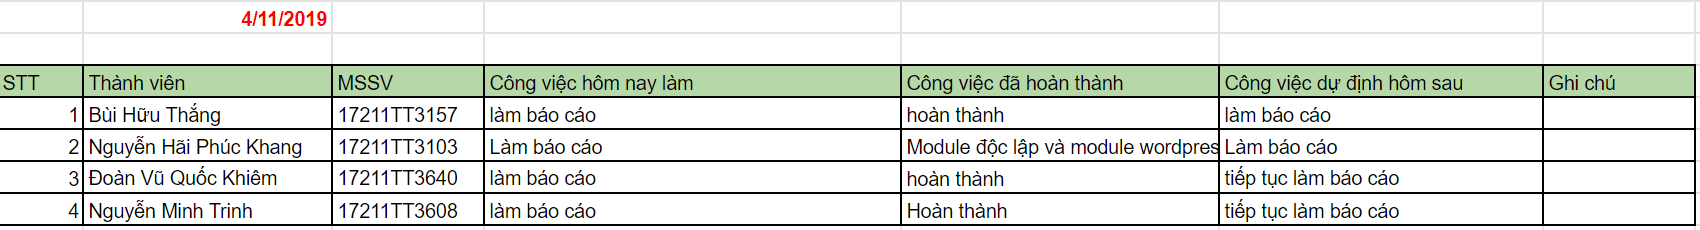 4/11/2019
STT Thành viên MSSV Công việc hôm nay làm Công việc đã hoàn thành Công việc dự định hôm sau Ghi chú
1 Bùi Hữu Thắng 17211TT3157 làm báo cáo hoàn thành làm báo cáo
2 Nguyễn Hãi Phúc Khang 17211TT3103 Làm báo cáo Module độc lập và module wordpres Làm báo cáo
3 Đoàn Vũ Quốc Khiêm 17211TT3640 làm báo cáo hoàn thành tiếp tục làm báo cáo
4 Nguyễn Minh Trinh 17211TT3608 làm báo cáo Hoàn thành tiếp tục làm báo cáo